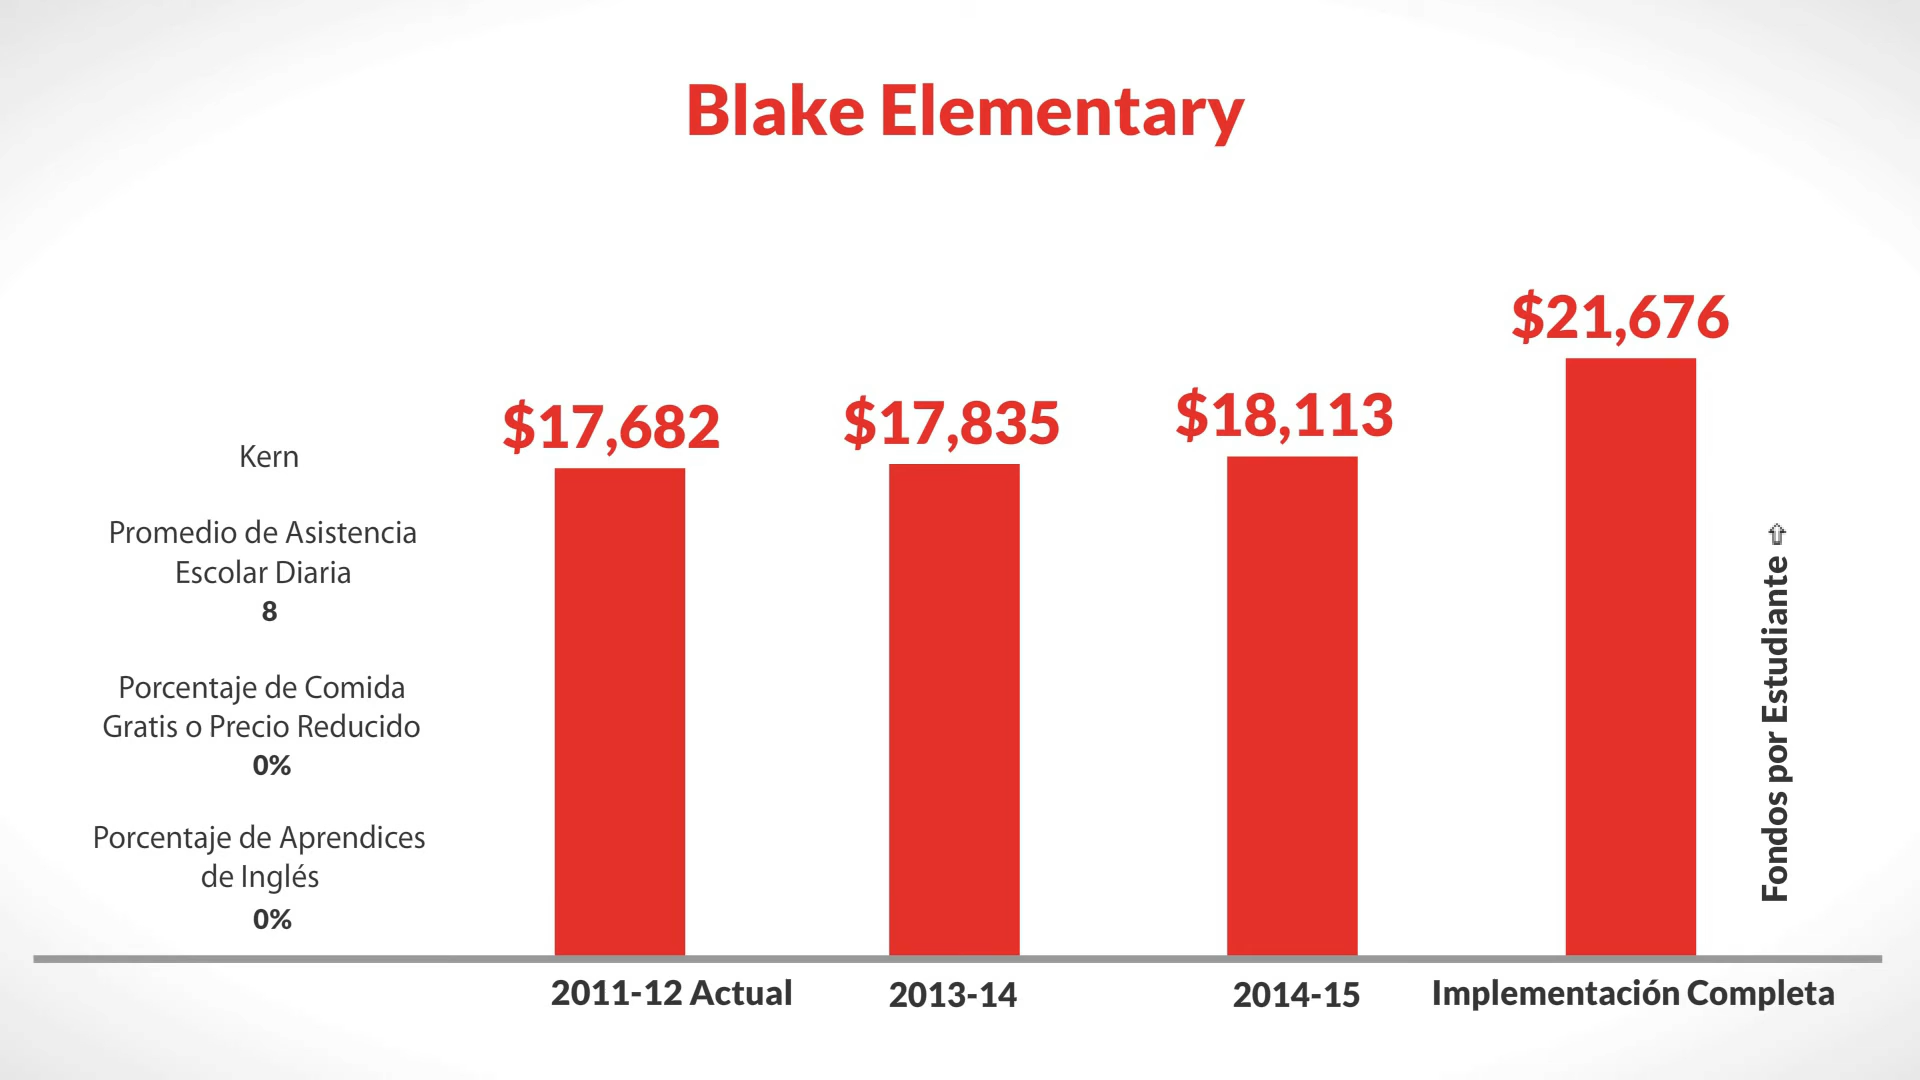 Blake Elementary
Kern
Promedio de Asistencia
Escolar Diaria
8
Porcentaje de Comida
Gratis o Precio Reducido
0%
Porcentaje de Aprendices
de Inglés
0%
$17,682
$17,835
$18,113
$21,676
Fondos por Estudiante ⇧
2011-12 Actual
2013-14
2014-15
Implementación Completa